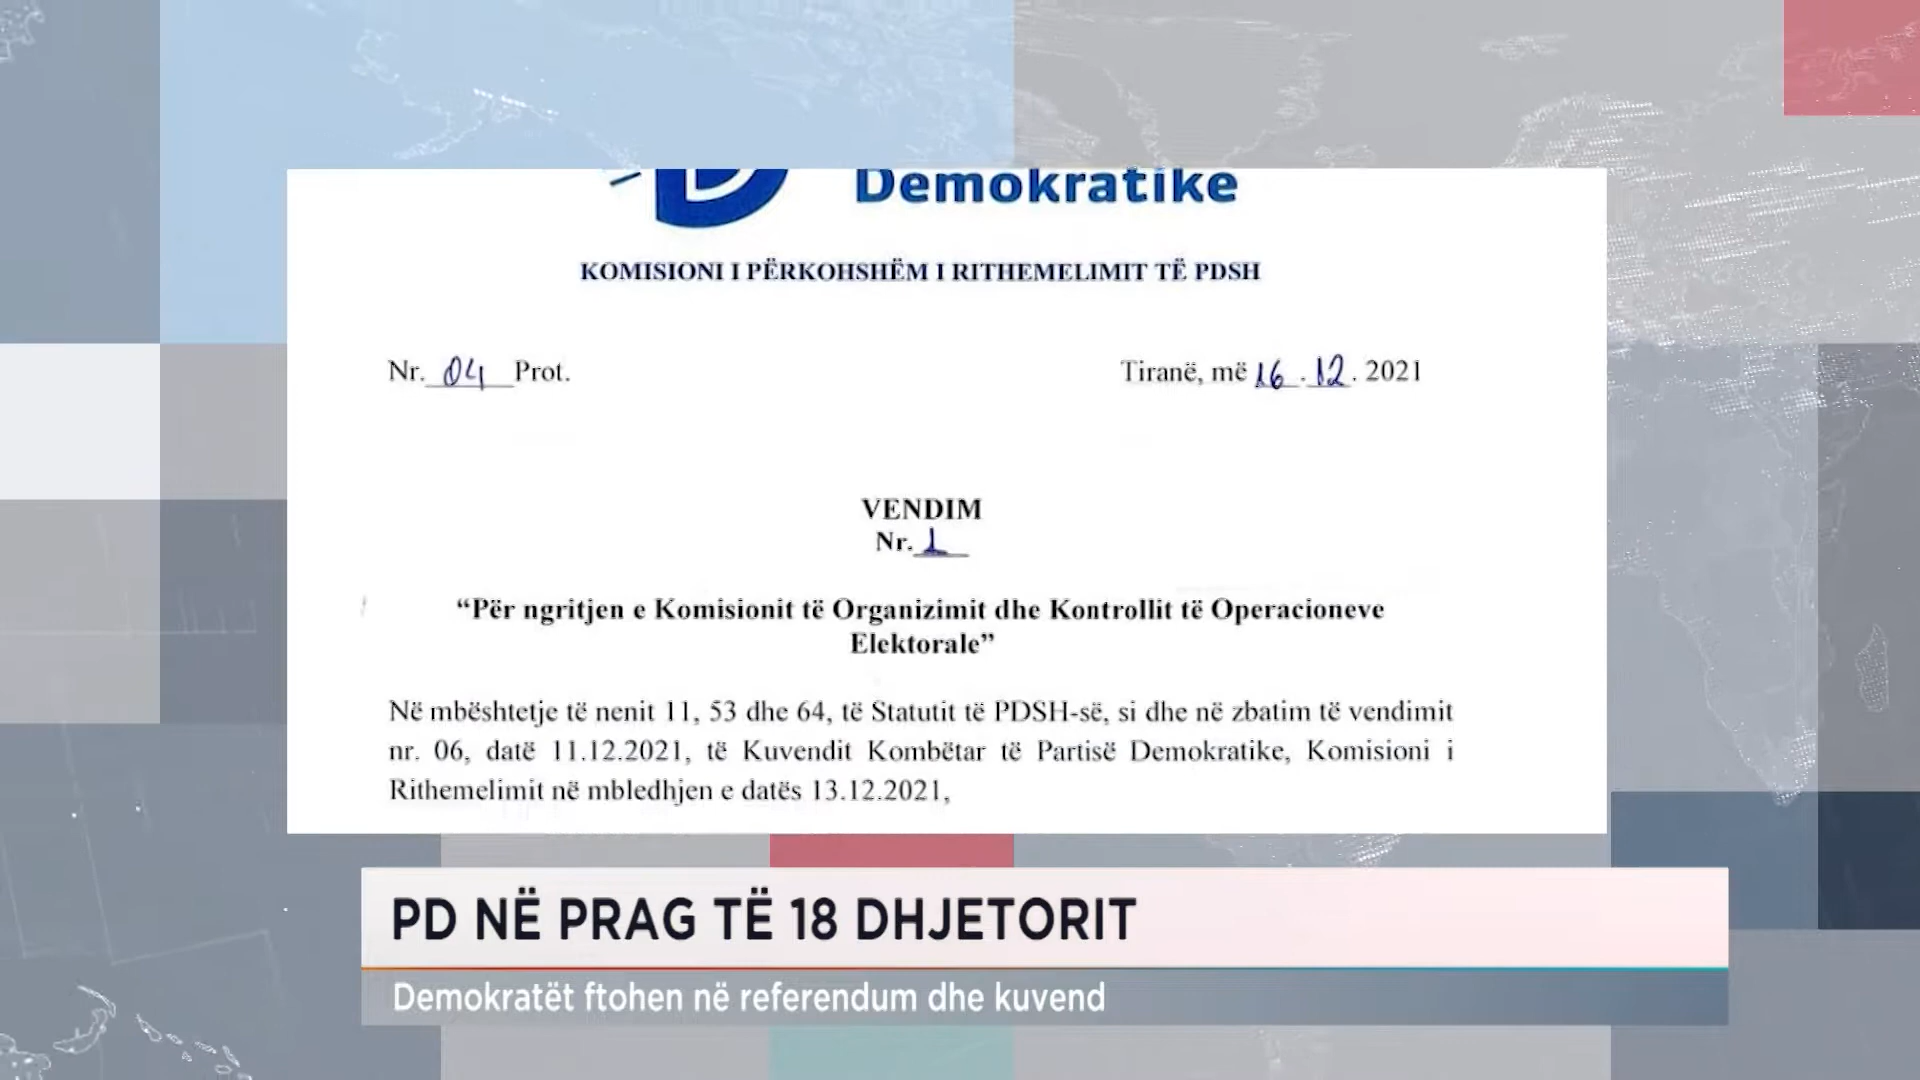 Demokratike
KOMISIONI I PËRKOHSHËM I RITHEMELIMIT TË PDSH
Nr. 04 Prot.
Tiranë, më 16.12.2021
VENDIM
Nr. 1
“Për ngritjen e Komisionit të Organizimit dhe Kontrollit të Operacioneve
Elektorale”
Në mbështetje të nenit 11, 53 dhe 64, të Statutit të PDSH-së, si dhe në zbatim të vendimit
nr. 06, datë 11.12.2021, të Kuvendit Kombëtar të Partisë Demokratike, Komisioni i
Rithemelimit në mbledhjen e datës 13.12.2021,
PD NË PRAG TË 18 DHJETORIT
Demokratët ftohen në referendum dhe kuvend